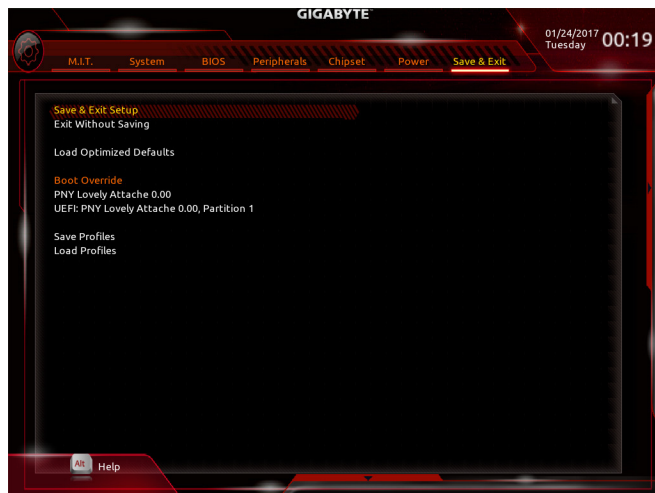 GIGABYTE™
01/24/2017
Tuesday
00:19
M.I.T. System BIOS Peripherals Chipset Power Save & Exit
Save & Exit Setup
Exit Without Saving
Load Optimized Defaults
Boot Override
PNY Lovely Attache 0.00
UEFI: PNY Lovely Attache 0.00, Partition 1
Save Profiles
Load Profiles
Alt Help